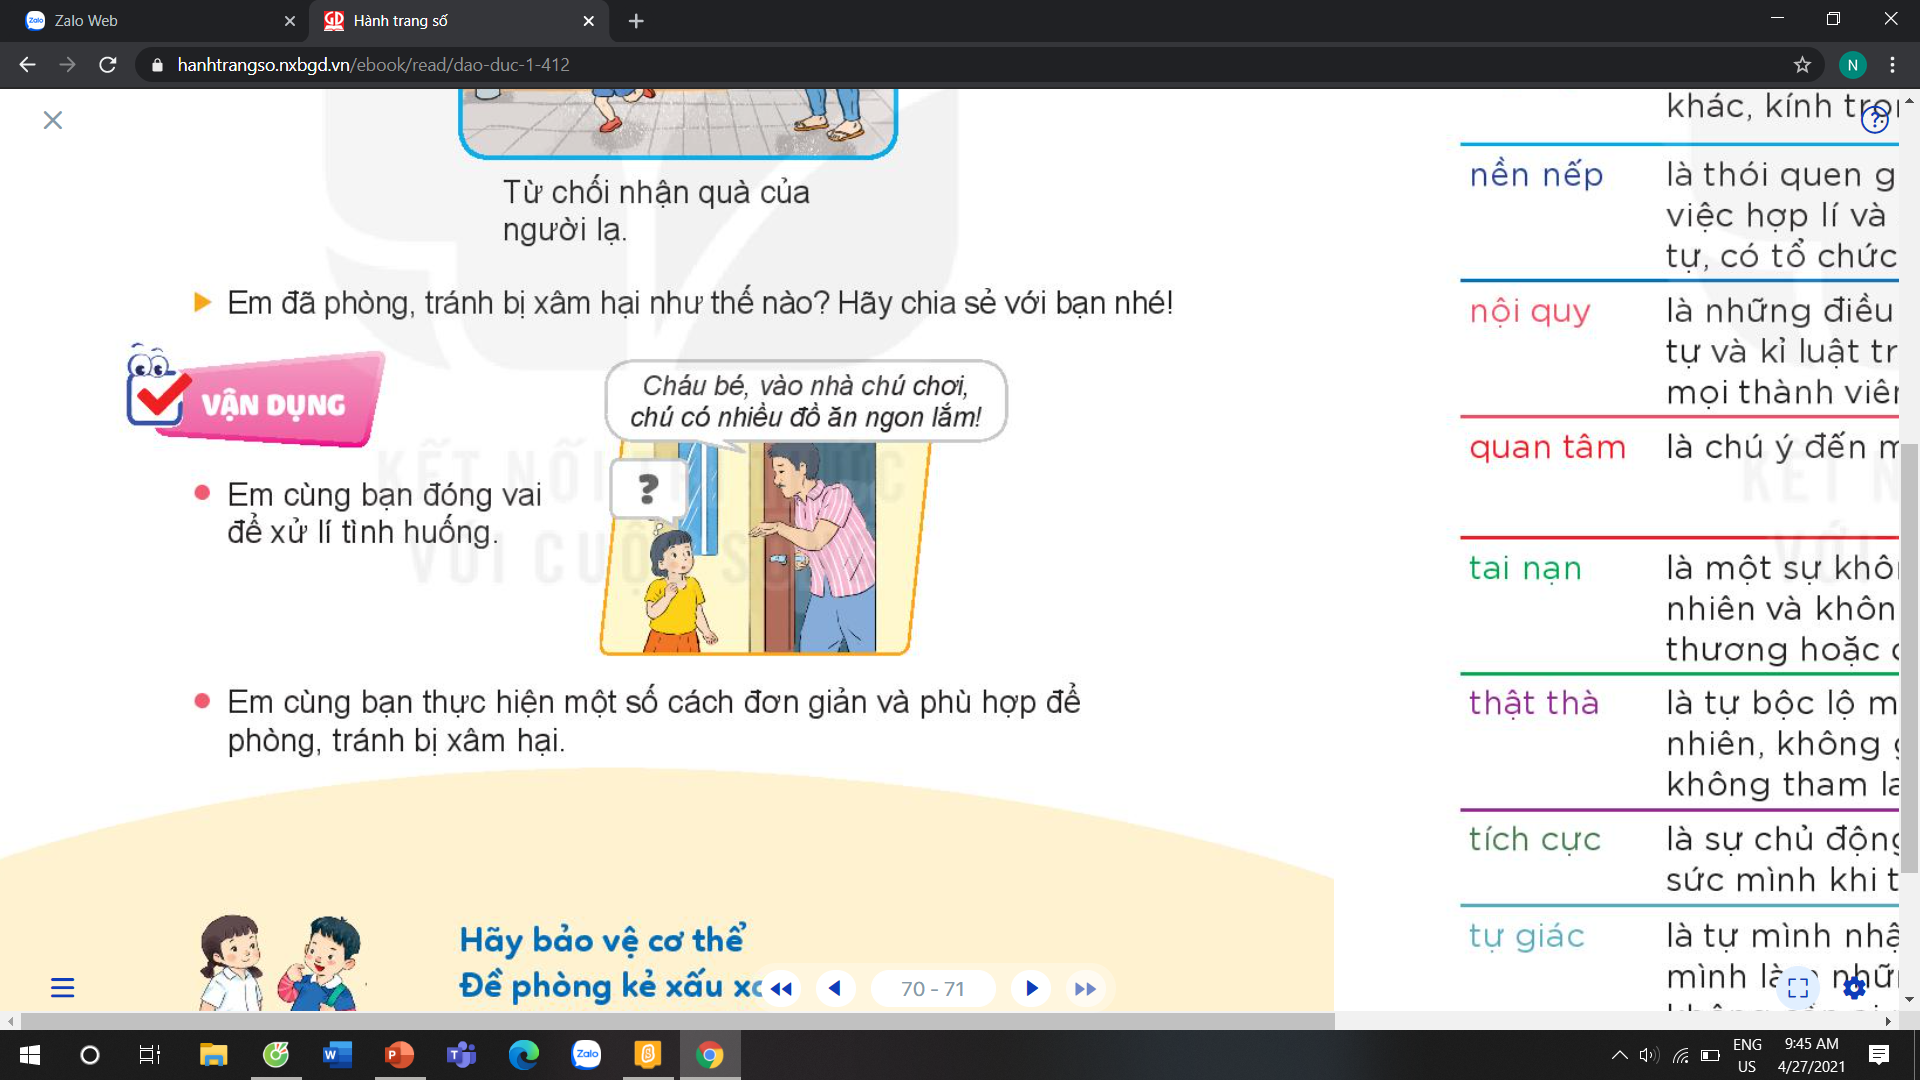 Zalo Web
Hành trang số
hanhtrangso.nxbgd.vn/ebook/read/dao-duc-1-412
N
Từ chối nhận quà của
người lạ.
Em đã phòng, tránh bị xâm hại như thế nào? Hãy chia sẻ với bạn nhé!
VẬN DỤNG
Cháu bé, vào nhà chú chơi,
chú có nhiều đồ ăn ngon lắm!
?
Em cùng bạn đóng vai
để xử lí tình huống.
Em cùng bạn thực hiện một số cách đơn giản và phù hợp để
phòng, tránh bị xâm hại.
Hãy bảo vệ cơ thể
Đề phòng kẻ xấu
KẾT NỐI TRI THỨC
VỚI CUỘC SỐNG
khác, kính
nền nếp
là thói quen
việc hợp lí và
tự, có tổ chức
nội quy
là những điều
tự và kỉ luật
mọi thành
quan tâm
là chú ý đến
tai nạn
là một sự
nhiên và
thương hoặc
thật thà
là tự bộc lộ
nhiên, không
không tham
tích cực
là sự chủ
sức mình khi
tự giác
là tự mình
mình
70 - 71
Zalo
ENG
US
9:45 AM
4/27/2021